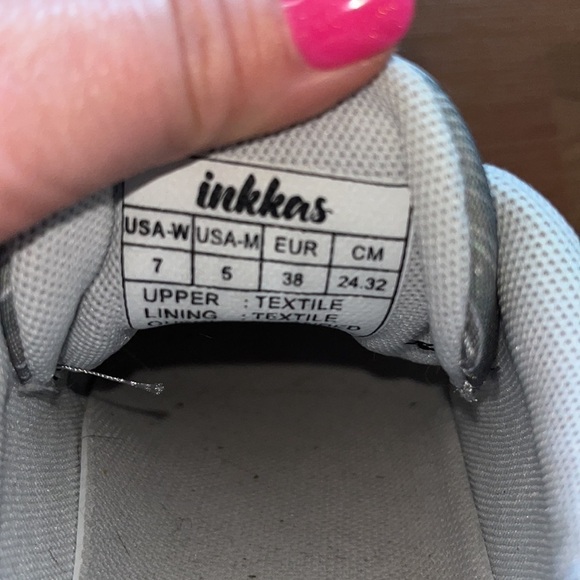 inkkas
USA-W USA-M EUR CM
7 5 38 24.32
UPPER : TEXTILE
LINING : TEXTILE